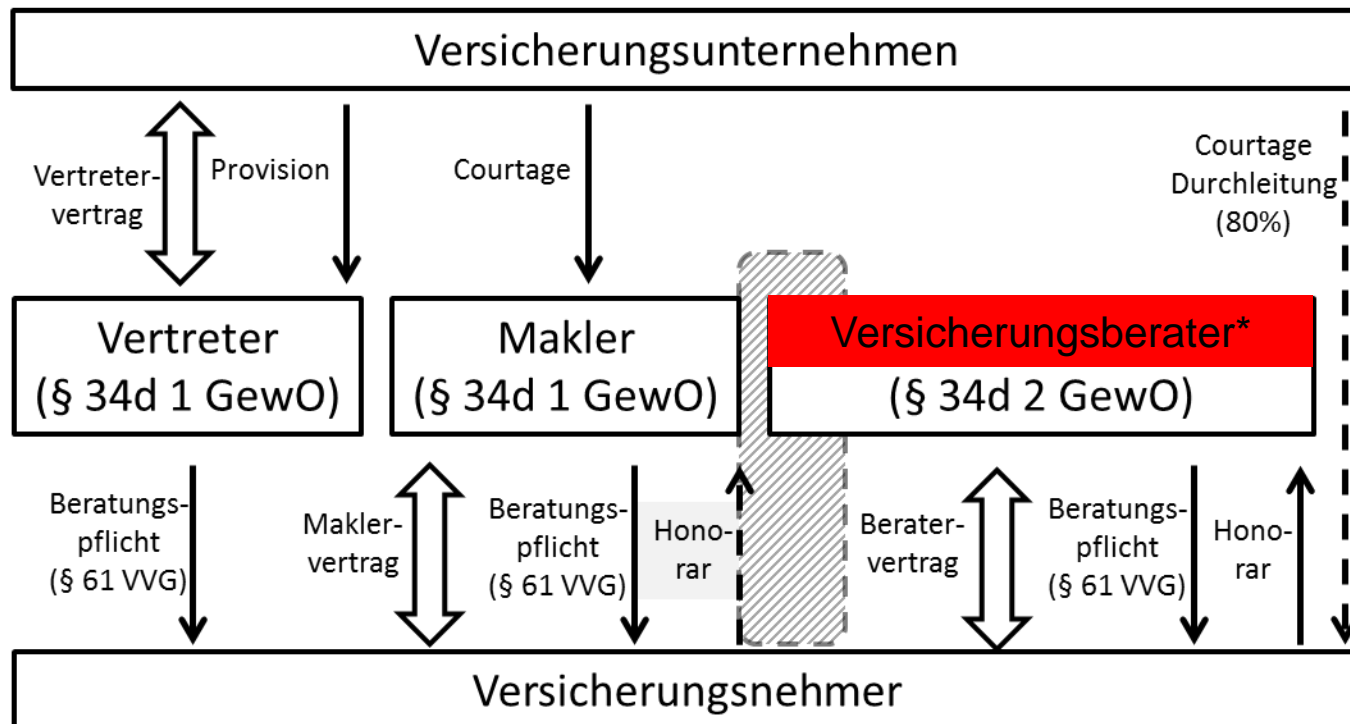 Versicherungsunternehmen
Vertreter-
vertrag
Provision
Courtage
Courtage
Durchleitung
(80%)
Vertreter
(§ 34d 1 GewO)
Makler
(§ 34d 1 GewO)
Versicherungsberater*
(§ 34d 2 GewO)
Beratungs-
pflicht
(§ 61 VVG)
Makler-
vertrag
Beratungs-
pflicht
(§ 61 VVG)
Hono-
rar
Berater-
vertrag
Beratungs-
pflicht
(§ 61 VVG)
Hono-
rar
Versicherungsnehmer